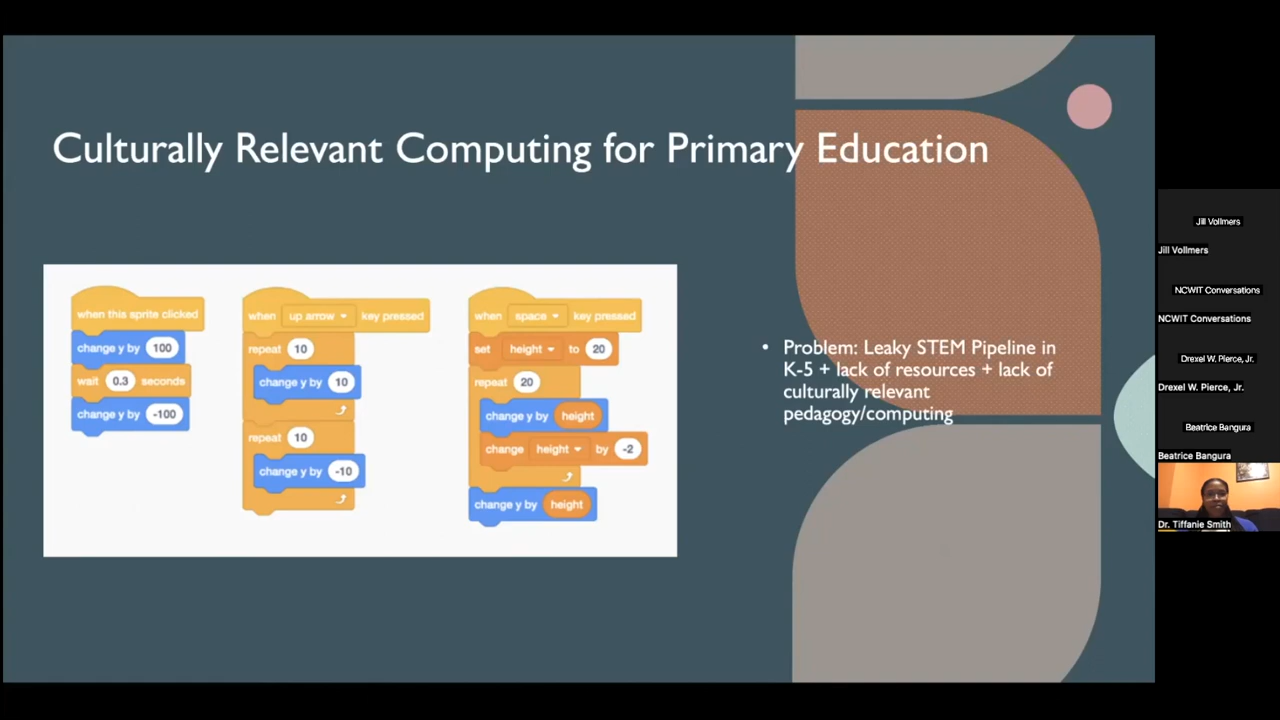 Culturally Relevant Computing for Primary Education
when this sprite clicked
change y by 100
wait 0.3 seconds
change y by -100
when up arrow key pressed
repeat 10
change y by 10
repeat 10
change y by -10
when space key pressed
set height to 20
repeat 20
change y by height
change height by -2
change y by height
• Problem: Leaky STEM Pipeline in
K-5 + lack of resources + lack of
culturally relevant
pedagogy/computing
Jill Vollmers
Jill Vollmers
NCWIT Conversations
NCWIT Conversations
Drexel W. Pierce, Jr.
Drexel W. Pierce, Jr.
Beatrice Bangura
Beatrice Bangura
Dr. Tiffanie Smith